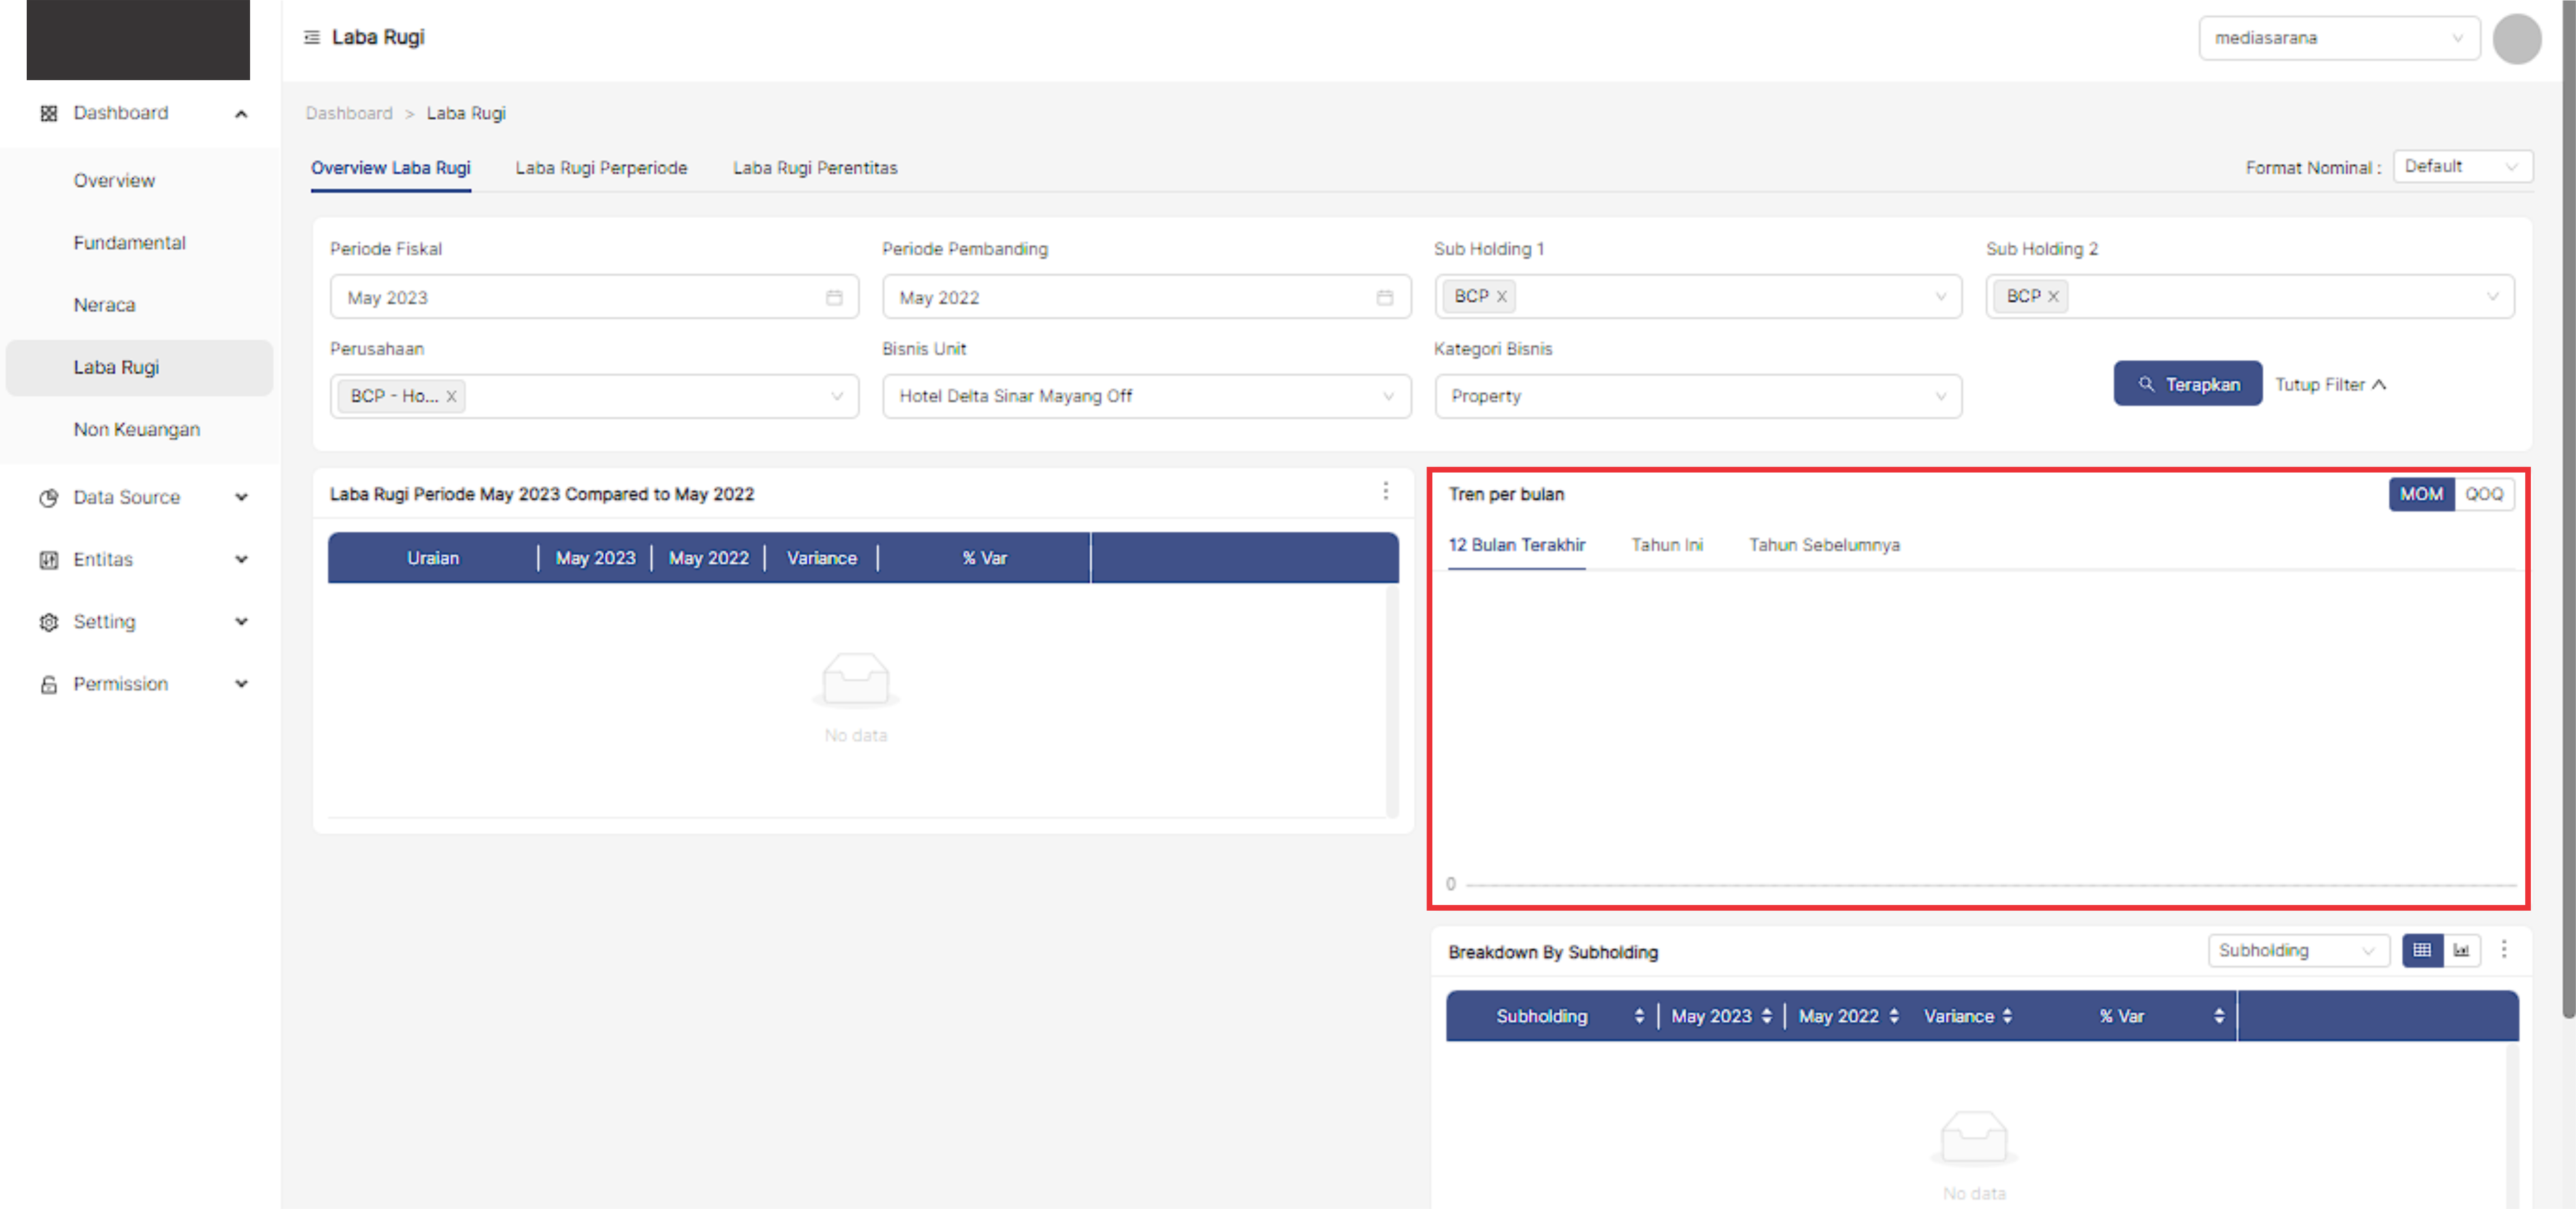 Laba Rugi
mediasarana
Dashboard
Overview
Fundamental
Neraca
Laba Rugi
Non Keuangan
Data Source
Entitas
Setting
Permission
Dashboard > Laba Rugi
Overview Laba Rugi Laba Rugi Perperiode Laba Rugi Perentitas
Format Nominal : Default
Periode Fiskal Periode Pembanding Sub Holding 1 Sub Holding 2
May 2023 May 2022 BCP X BCP X
Perusahaan Bisnis Unit Kategori Bisnis
BCP - Ho... X Hotel Delta Sinar Mayang Off Property
Terapkan Tutup Filter
Laba Rugi Periode May 2023 Compared to May 2022
Uraian May 2023 May 2022 Variance % Var
No data
Tren per bulan MOM QOQ
12 Bulan Terakhir Tahun Ini Tahun Sebelumnya
0
Breakdown By Subholding Subholding
Subholding May 2023 May 2022 Variance % Var
No data